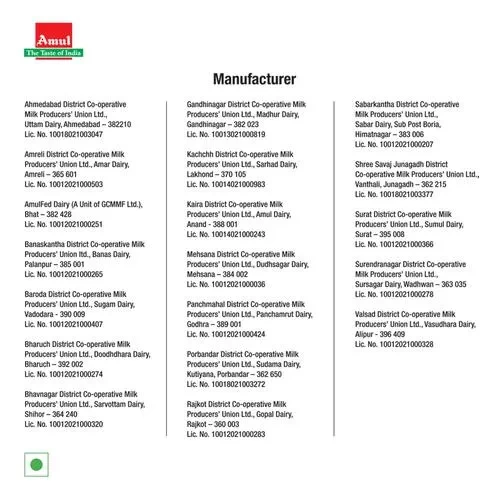 Amul
The Taste of India
Manufacturer
Ahmedabad District Co-operative
Milk Producers' Union Ltd.,
Uttam Dairy, Ahmedabad – 382210
Lic. No. 10018021003047
Amreli District Co-operative Milk
Producers' Union Ltd., Amar Dairy,
Amreli – 365 601
Lic. No. 10012021000503
AmulFed Dairy (A Unit of GCMMF Ltd.),
Bhat – 382 428
Lic. No. 10012021000251
Banaskantha District Co-operative Milk
Producers' Union ltd., Banas Dairy,
Palanpur – 385 001
Lic. No. 10012021000265
Baroda District Co-operative Milk
Producers' Union Ltd., Sugam Dairy,
Vadodara - 390 009
Lic. No. 10012021000407
Bharuch District Co-operative Milk
Producers' Union Ltd., Doodhdhara Dairy,
Bharuch – 392 002
Lic. No. 10012021000274
Bhavnagar District Co-operative Milk
Producers' Union Ltd., Sarvottam Dairy,
Shihor – 364 240
Lic. No. 10012021000320
Gandhinagar District Co-operative Milk
Producers' Union Ltd., Madhur Dairy,
Gandhinagar – 382 023
Lic. No. 10013021000819
Kachchh District Co-operative Milk
Producers' Union Ltd., Sarhad Dairy,
Lakhond – 370 105
Lic. No. 10014021000983
Kaira District Co-operative Milk
Producers' Union Ltd., Amul Dairy,
Anand - 388 001
Lic. No. 10014021000243
Mehsana District Co-operative Milk
Producers' Union Ltd., Dudhsagar Dairy,
Mehsana – 384 002
Lic. No. 10012021000036
Panchmahal District Co-operative Milk
Producers' Union Ltd., Panchamrut Dairy,
Godhra – 389 001
Lic. No. 10012021000424
Porbandar District Co-operative Milk
Producers' Union Ltd., Sudama Dairy,
Kutiyana, Porbandar – 362 650
Lic. No. 10018021003272
Rajkot District Co-operative Milk
Producers' Union Ltd., Gopal Dairy,
Rajkot – 360 003
Lic. No. 10012021000283
Sabarkantha District Co-operative
Milk Producers' Union Ltd.,
Sabar Dairy, Sub Post Boria,
Himatnagar – 383 006
Lic. No. 10012021000207
Shree Savaj Junagadh District
Co-operative Milk Producers' Union Ltd.,
Vanthali, Junagadh – 362 215
Lic. No. 10018021003377
Surat District Co-operative Milk
Producers' Union Ltd., Sumul Dairy,
Surat – 395 008
Lic. No. 10012021000366
Surendranagar District Co-operative
Milk Producers' Union Ltd.,
Sursagar Dairy, Wadhwan – 363 035
Lic. No. 10012021000278
Valsad District Co-operative Milk
Producers' Union Ltd., Vasudhara Dairy,
Alipur - 396 409
Lic. No. 10012021000328